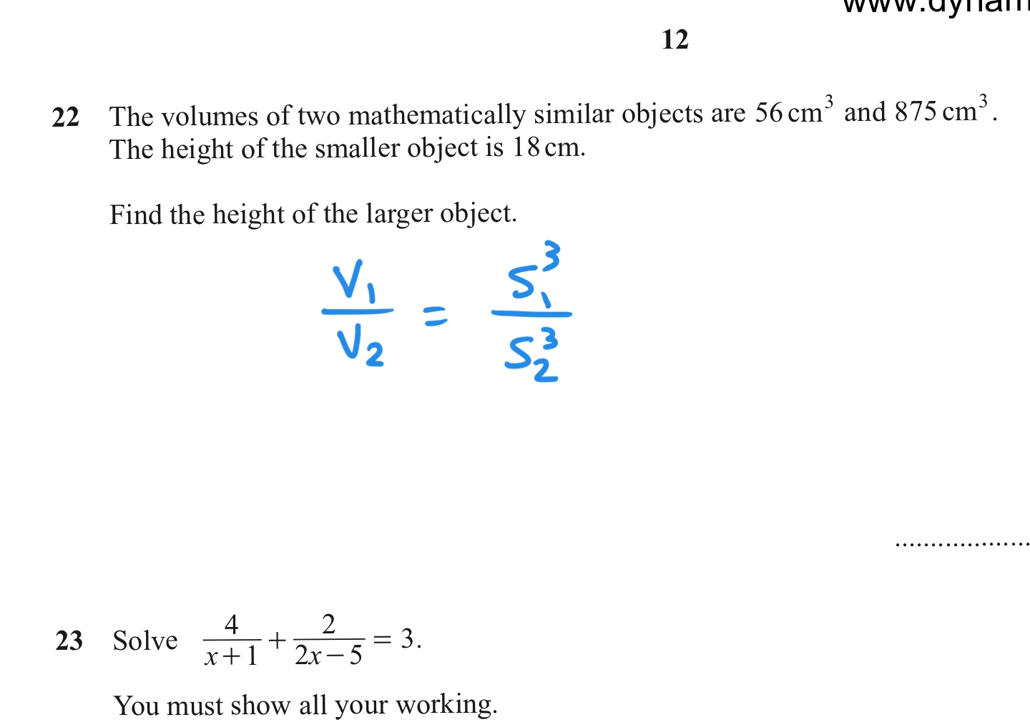 www.dynam
12
22 The volumes of two mathematically similar objects are 56 cm³ and 875 cm³.
The height of the smaller object is 18 cm.
Find the height of the larger object.
V₁/V₂ = S₁³/S₂³
....................
23 Solve 4/(x+1) + 2/(2x−5) = 3.
You must show all your working.